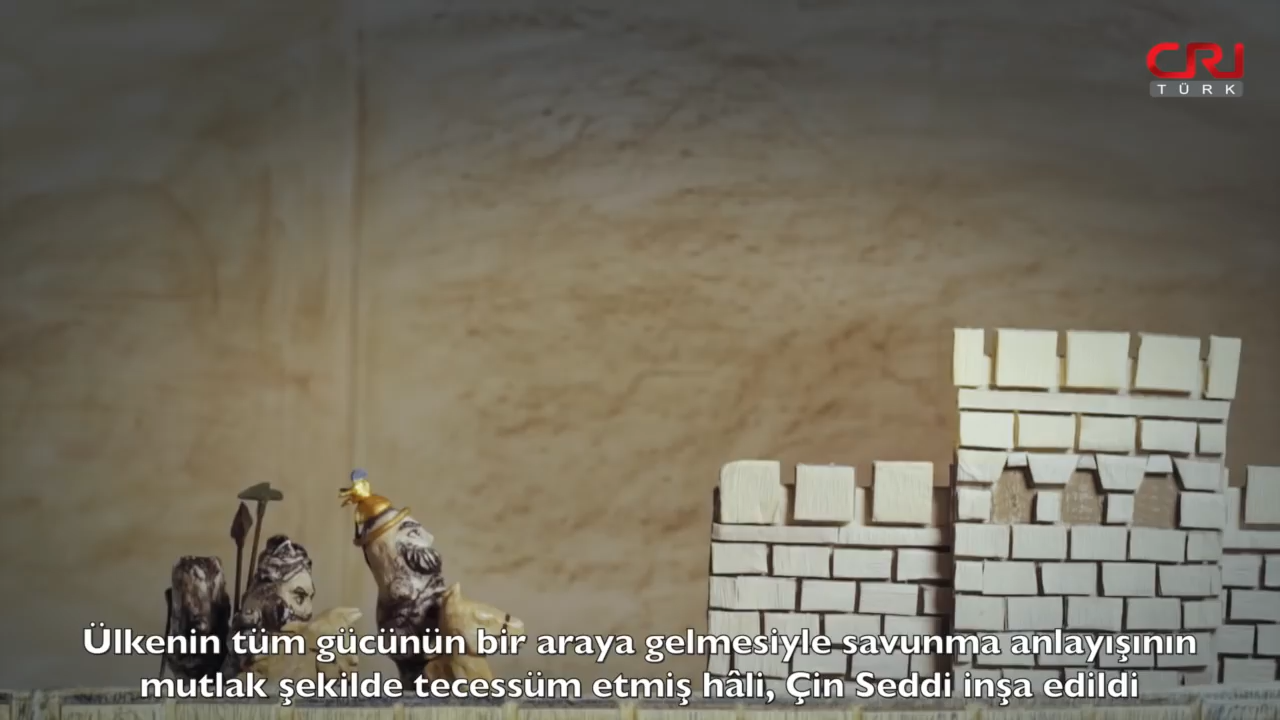 CRI
TÜRK
Ülkenin tüm gücünün bir araya gelmesiyle savunma anlayışının
mutlak şekilde tecessüm etmiş hâli, Çin Seddi inşa edildi